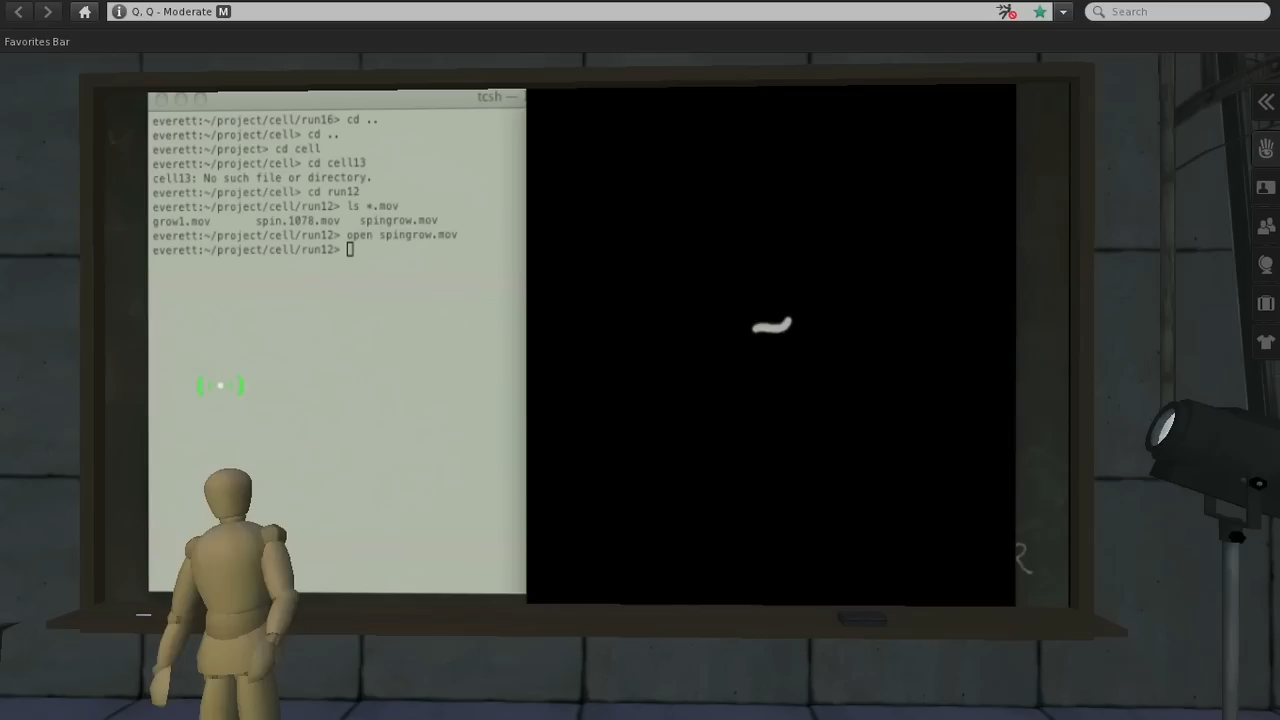 Q, Q - Moderate M
Search
Favorites Bar
tcsh —
everett:~/project/cell/run16> cd ..
everett:~/project/cell> cd ..
everett:~/project> cd cell
everett:~/project/cell> cd cell13
cell13: No such file or directory.
everett:~/project/cell> cd run12
everett:~/project/cell/run12> ls *.mov
grow1.mov spin.1078.mov spingrow.mov
everett:~/project/cell/run12> open spingrow.mov
everett:~/project/cell/run12>
R